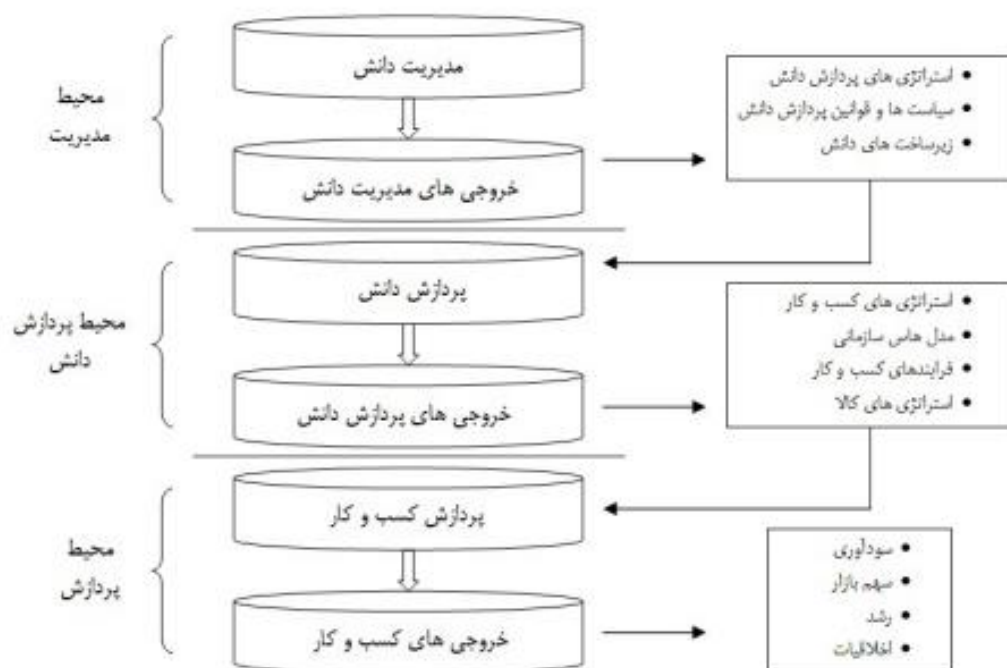 مدیریت دانش
محیط
مدیریت
خروجی های مدیریت دانش
استراتژی های پردازش دانش
سیاست ها و قوانین پردازش دانش
زیرساخت های دانش
پردازش دانش
محیط پردازش
دانش
خروجی های پردازش دانش
استراتژی های کسب و کار
مدل هاس سازمانی
فرایندهای کسب و کار
استراتژی های کالا
پردازش کسب و کار
محیط
پردازش
خروجی های کسب و کار
سودآوری
سهم بازار
رشد
اخلاقیات